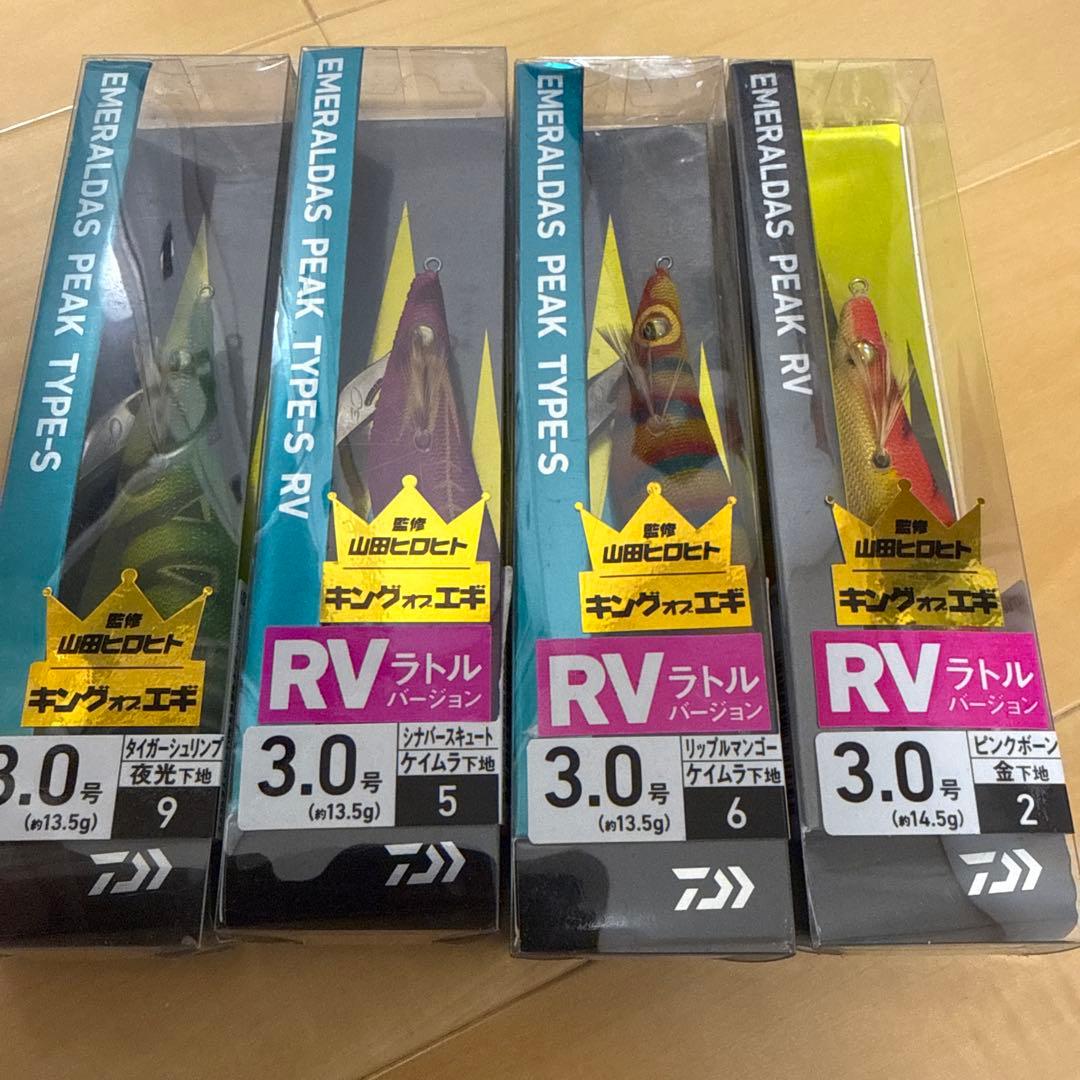 EMERALDAS PEAK TYPE-S
監修
山田ヒロヒト
キングオブエギ
3.0号
(約13.5g)
タイガーシュリンプ
夜光下地
9
EMERALDAS PEAK TYPE-S RV
監修
山田ヒロヒト
キングオブエギ
RVラトル
バージョン
3.0号
(約13.5g)
シナバースキュート
ケイムラ下地
5
EMERALDAS PEAK TYPE-S
監修
山田ヒロヒト
キングオブエギ
RVラトル
バージョン
3.0号
(約13.5g)
リップルマンゴー
ケイムラ下地
6
EMERALDAS PEAK RV
監修
山田ヒロヒト
キングオブエギ
RVラトル
バージョン
3.0号
(約14.5g)
ピンクボーン
金下地
2